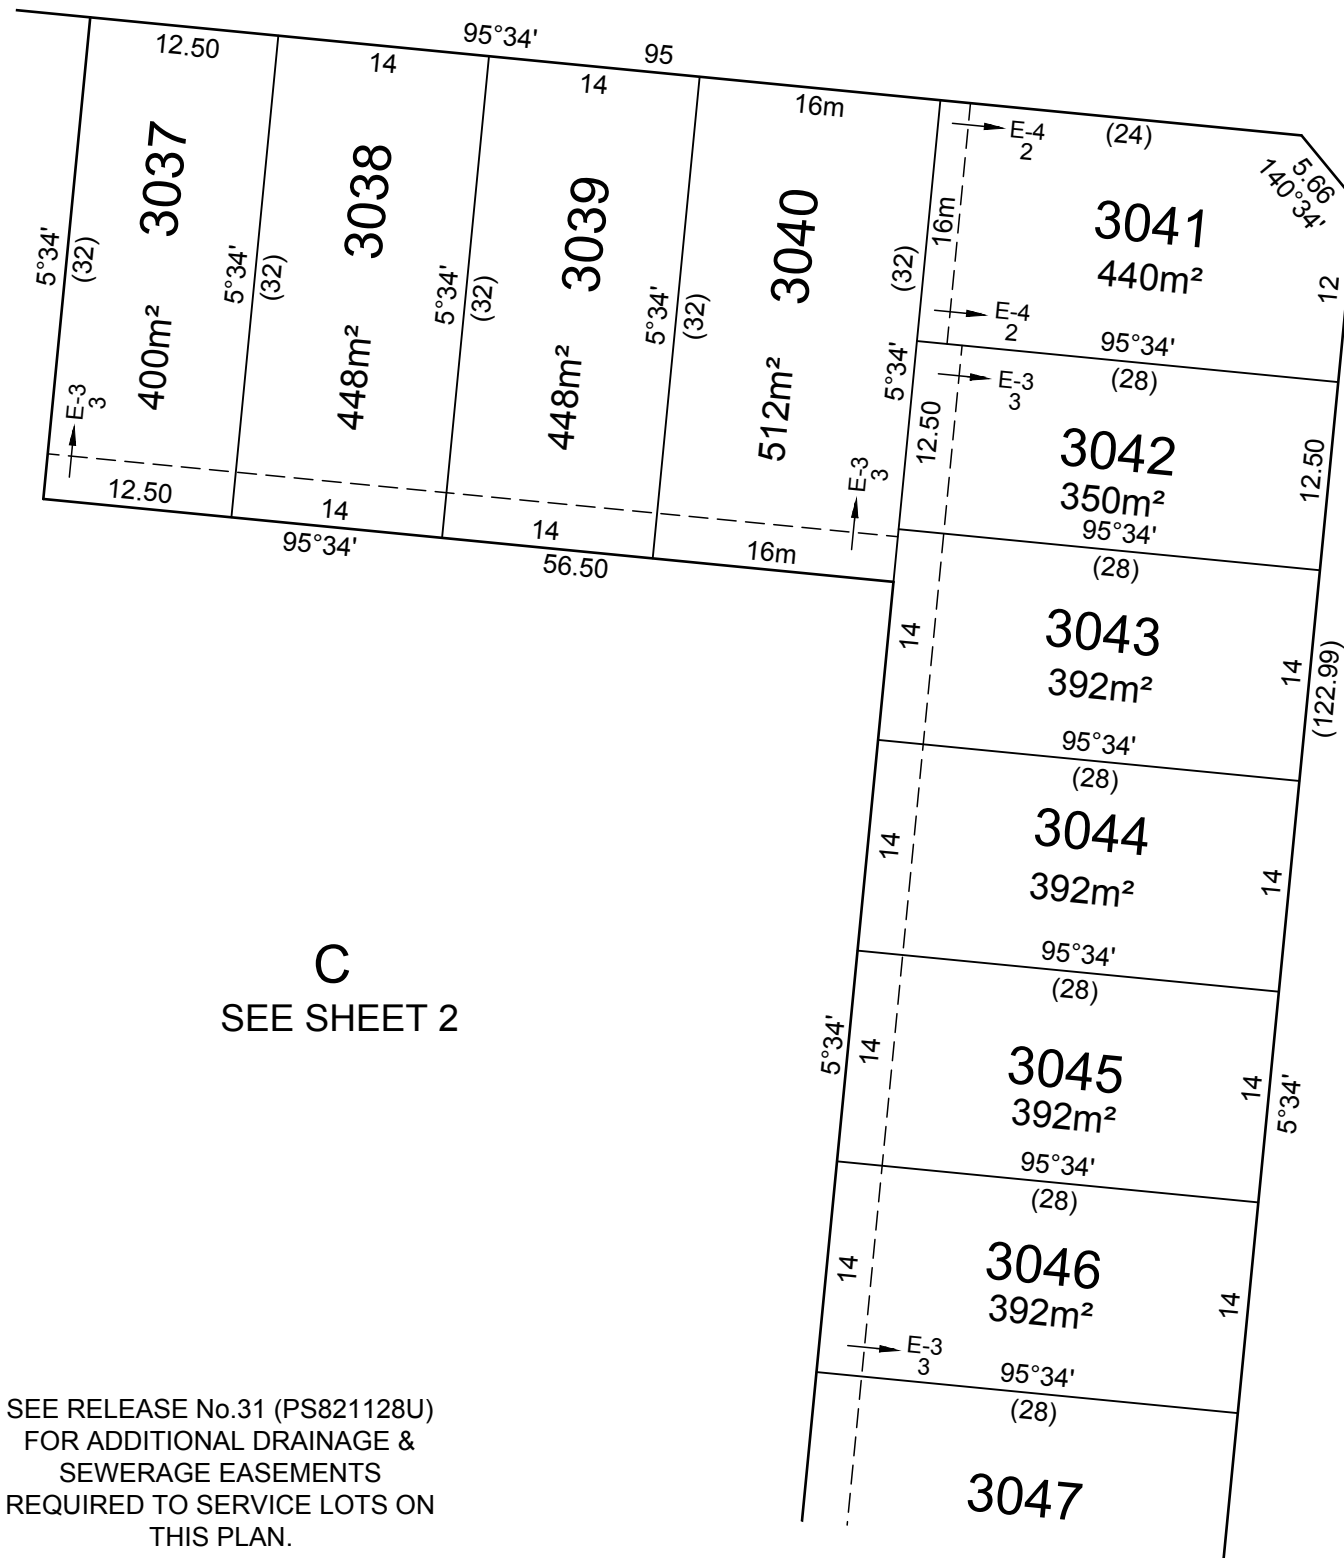 95°34'
95
12.50
14
14
16m
(24)
5.66
140°34'
E-4
2
3037
400m²
5°34'
(32)
E-3
3
12.50
3038
448m²
5°34'
(32)
14
3039
448m²
5°34'
(32)
14
3040
512m²
5°34'
(32)
E-3
3
16m
95°34'
56.50
(32)
5°34'
16m
3041
440m²
12
E-4
2
95°34'
(28)
E-3
3
12.50
3042
350m²
12.50
95°34'
(28)
14
3043
392m²
14
(122.99)
95°34'
(28)
14
3044
392m²
14
95°34'
(28)
5°34'
14
3045
392m²
14
5°34'
95°34'
(28)
14
3046
392m²
14
E-3
3
95°34'
(28)
3047
C
SEE SHEET 2
SEE RELEASE No.31 (PS821128U)
FOR ADDITIONAL DRAINAGE &
SEWERAGE EASEMENTS
REQUIRED TO SERVICE LOTS ON
THIS PLAN.